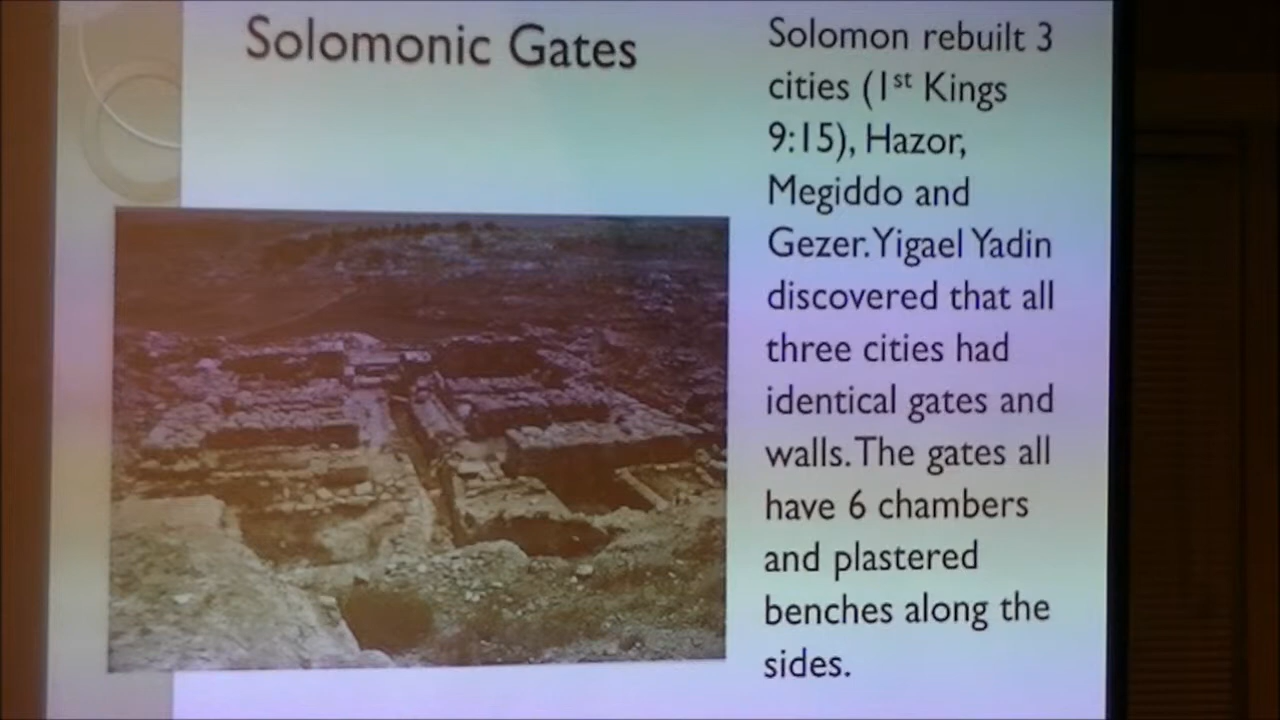 Solomonic Gates
Solomon rebuilt 3
cities (1st Kings
9:15), Hazor,
Megiddo and
Gezer. Yigael Yadin
discovered that all
three cities had
identical gates and
walls. The gates all
have 6 chambers
and plastered
benches along the
sides.